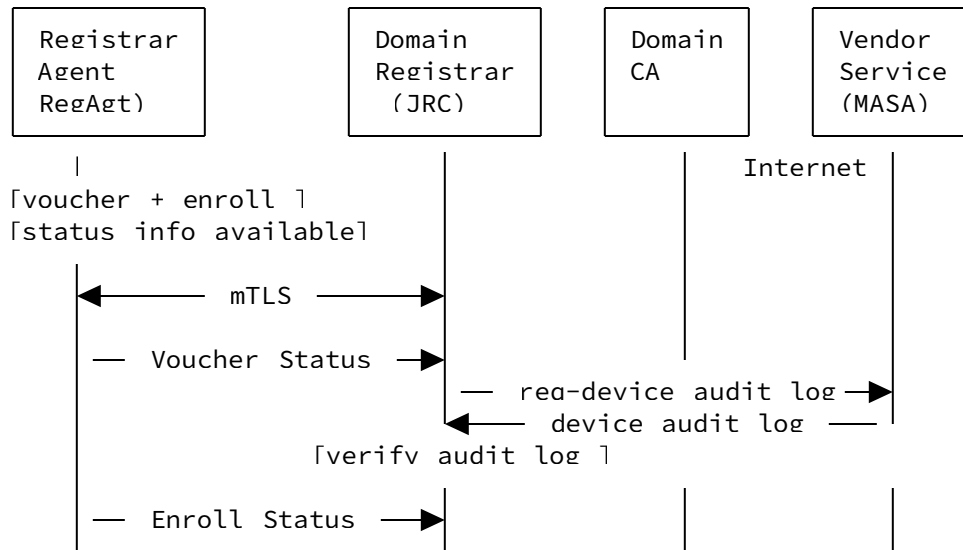 Registrar
Agent
RegAgt)
Domain
Registrar
(JRC)
Domain
CA
Vendor
Service
(MASA)
Internet
[voucher + enroll ]
[status info available]
mTLS
Voucher Status
req-device audit log
device audit log
[verify audit log ]
Enroll Status